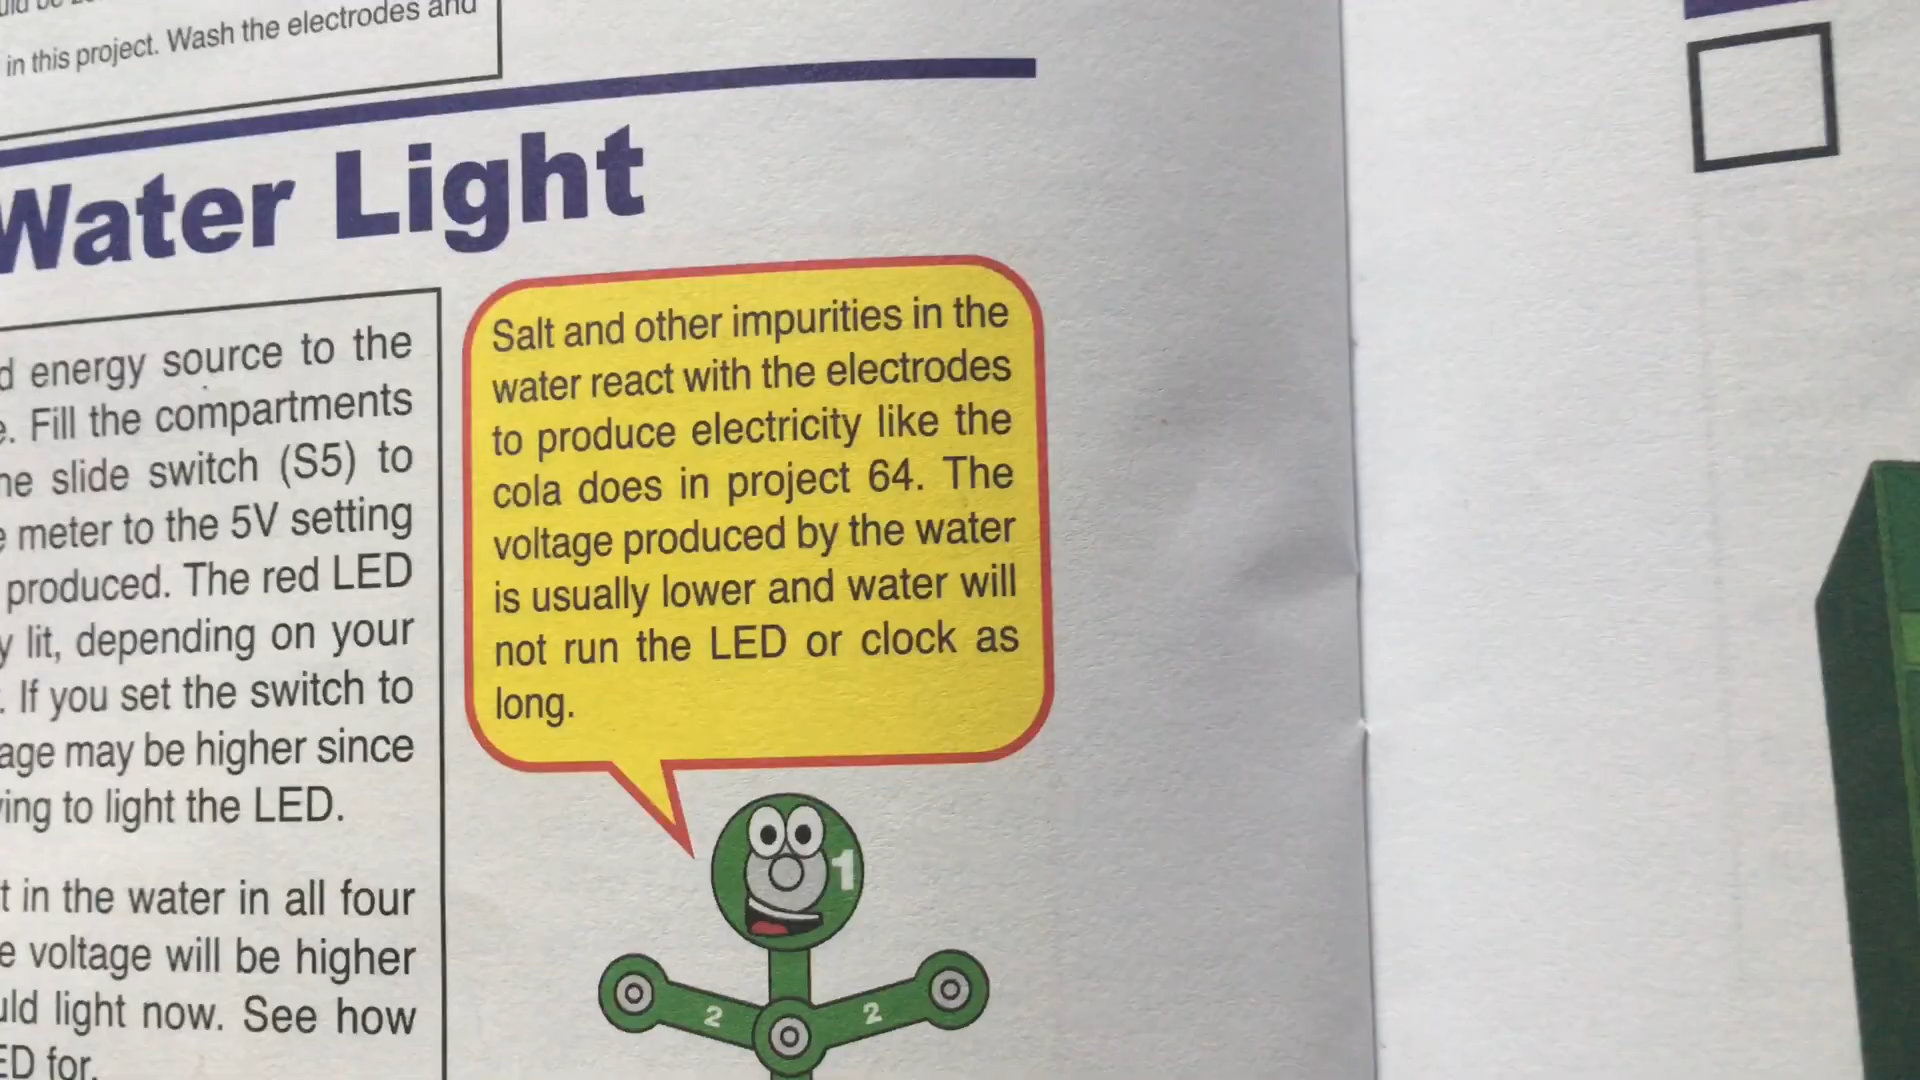 in this project. Wash the electrodes and
Water Light
energy source to the
Fill the compartments
slide switch (S5) to
meter to the 5V setting
produced. The red LED
lit, depending on your
If you set the switch to
may be higher since
to light the LED.
in the water in all four
voltage will be higher
light now. See how
for.
Salt and other impurities in the
water react with the electrodes
to produce electricity like the
cola does in project 64. The
voltage produced by the water
is usually lower and water will
not run the LED or clock as
long.
1
2
2